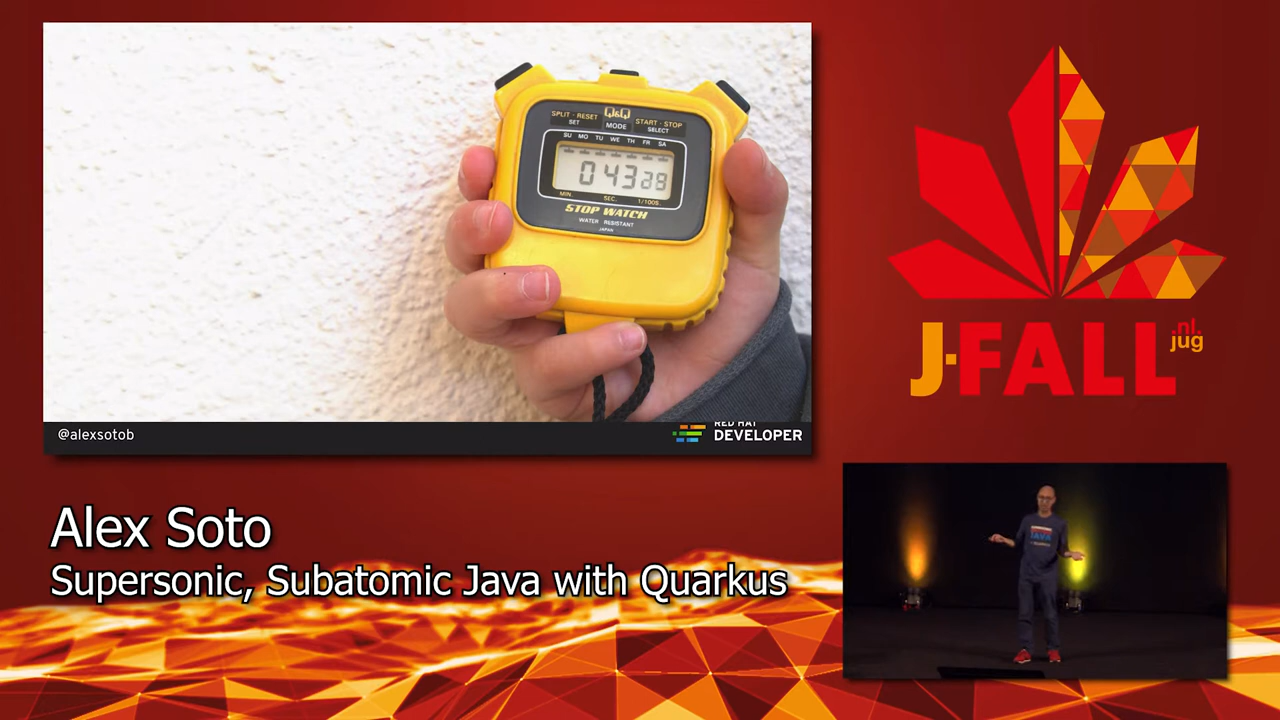 SPLIT · RESET
SET
Q&Q
MODE
START · STOP
SELECT
SU MO TU WE TH FR SA
0 43 28
MIN. SEC. 1/100S.
STOP WATCH
WATER RESISTANT
JAPAN
@alexsotob
RED HAT
DEVELOPER
J·FALL
nl.
jug
JAVA
Alex Soto
Supersonic, Subatomic Java with Quarkus